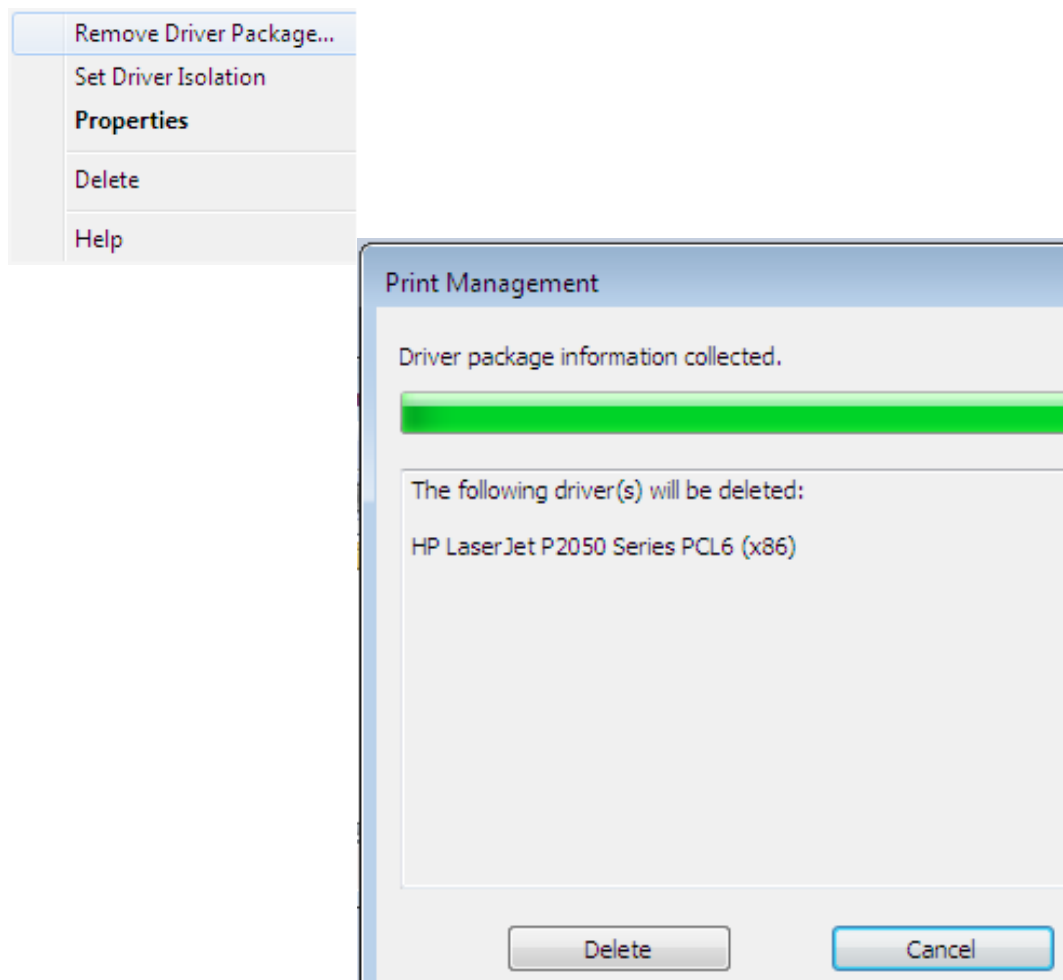 Remove Driver Package...
Set Driver Isolation
Properties
Delete
Help
Print Management
Driver package information collected.
The following driver(s) will be deleted:
HP LaserJet P2050 Series PCL6 (x86)
Delete
Cancel